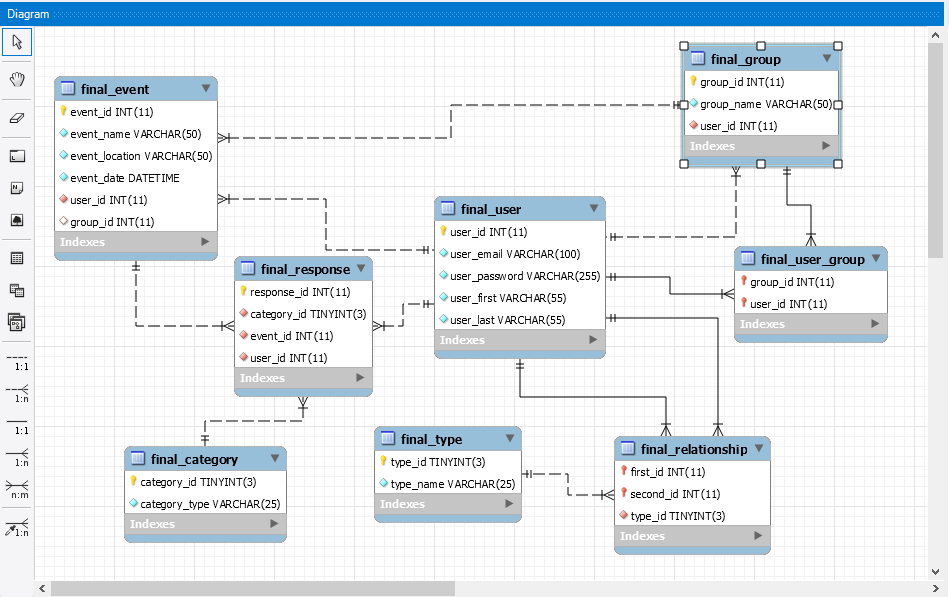 Diagram
final_event
event_id INT(11)
event_name VARCHAR(50)
event_location VARCHAR(50)
event_date DATETIME
user_id INT(11)
group_id INT(11)
Indexes
final_group
group_id INT(11)
group_name VARCHAR(50)
user_id INT(11)
Indexes
final_user
user_id INT(11)
user_email VARCHAR(100)
user_password VARCHAR(255)
user_first VARCHAR(55)
user_last VARCHAR(55)
Indexes
final_user_group
group_id INT(11)
user_id INT(11)
Indexes
final_response
response_id INT(11)
category_id TINYINT(3)
event_id INT(11)
user_id INT(11)
Indexes
final_category
category_id TINYINT(3)
category_type VARCHAR(25)
Indexes
final_type
type_id TINYINT(3)
type_name VARCHAR(25)
Indexes
final_relationship
first_id INT(11)
second_id INT(11)
type_id TINYINT(3)
Indexes
1:1
1:n
1:1
1:n
n:m
1:n